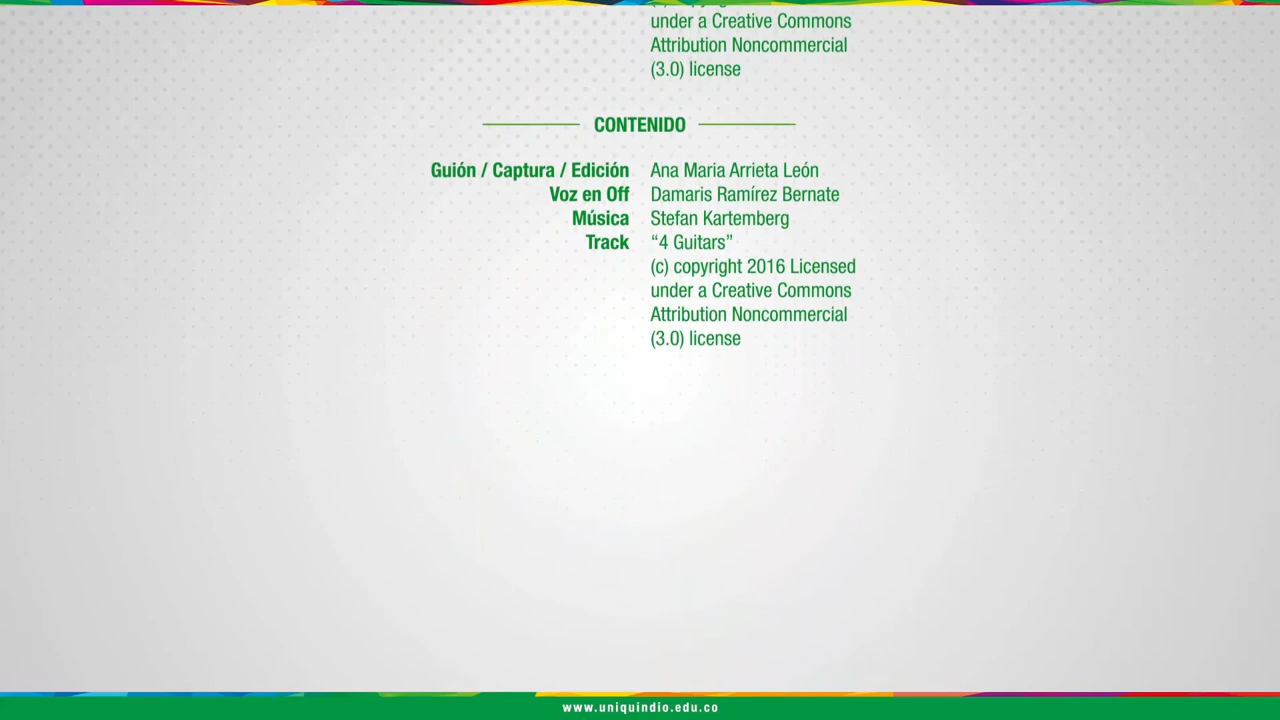 under a Creative Commons
Attribution Noncommercial
(3.0) license
CONTENIDO
Guión / Captura / Edición Ana Maria Arrieta León
Voz en Off Damaris Ramírez Bernate
Música Stefan Kartemberg
Track “4 Guitars”
(c) copyright 2016 Licensed
under a Creative Commons
Attribution Noncommercial
(3.0) license
www.uniquindio.edu.co